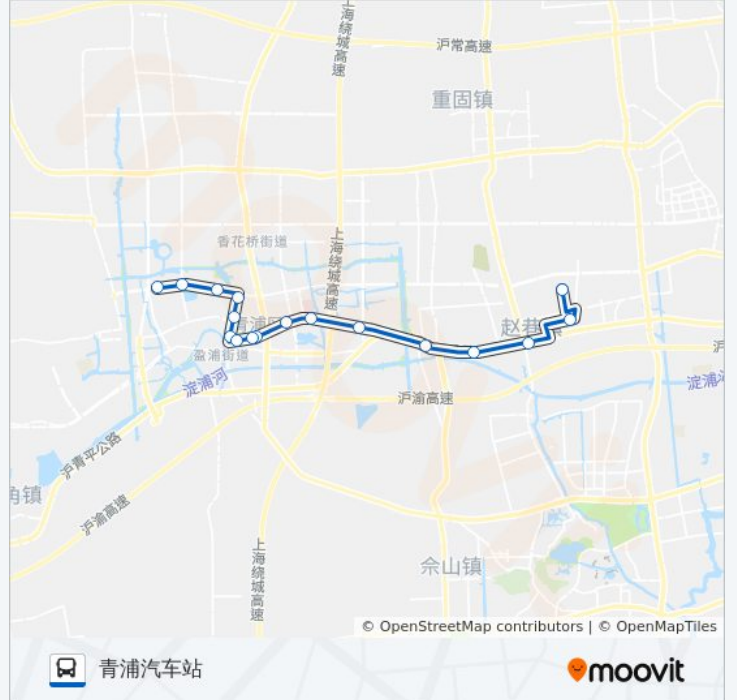 上海绕城高速
沪常高速
重固镇
香花桥街道
上海绕城高速
青浦区
赵巷镇
盈浦街道
沪
淀浦河
淀浦河
沪渝高速
沪青平公路
角镇
沪渝高速
上海绕城高速
佘山镇
© OpenStreetMap contributors | © OpenMapTiles
青浦汽车站
moovit